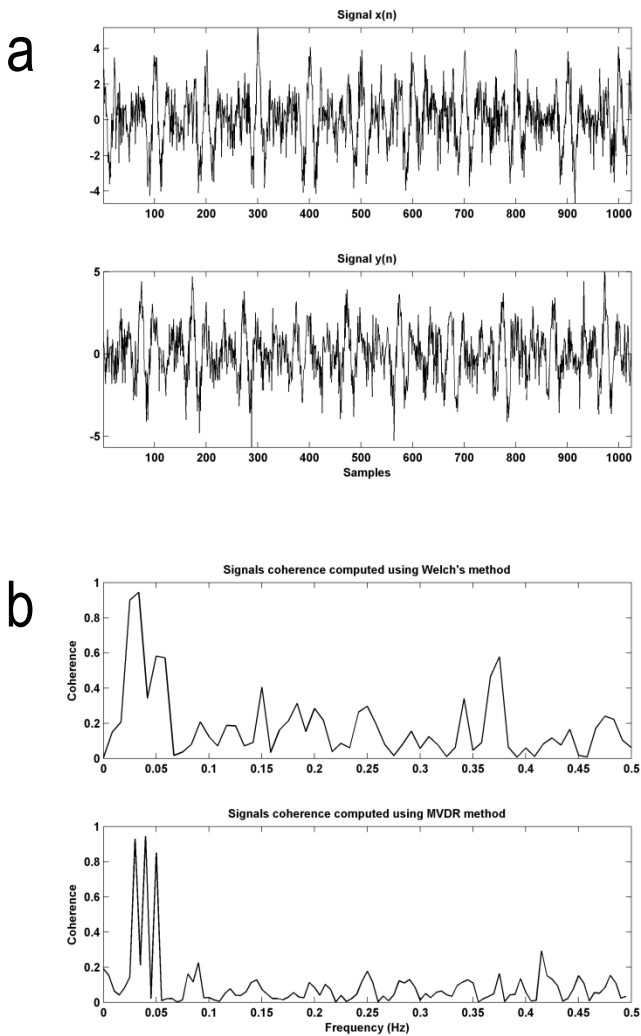 a
Signal x(n)
4
2
0
-2
-4
100 200 300 400 500 600 700 800 900 1000
Signal y(n)
5
0
-5
100 200 300 400 500 600 700 800 900 1000
Samples
b
Signals coherence computed using Welch's method
Coherence
1
0.8
0.6
0.4
0.2
0
0 0.05 0.1 0.15 0.2 0.25 0.3 0.35 0.4 0.45 0.5
Signals coherence computed using MVDR method
Coherence
1
0.8
0.6
0.4
0.2
0
0 0.05 0.1 0.15 0.2 0.25 0.3 0.35 0.4 0.45 0.5
Frequency (Hz)